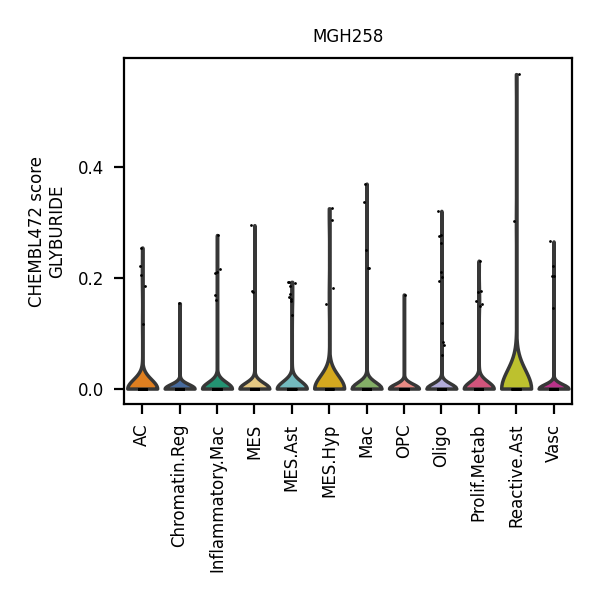 MGH258
CHEMBL472 score
GLYBURIDE
0.4
0.2
0.0
AC
Chromatin.Reg
Inflammatory.Mac
MES
MES.Ast
MES.Hyp
Mac
OPC
Oligo
Prolif.Metab
Reactive.Ast
Vasc